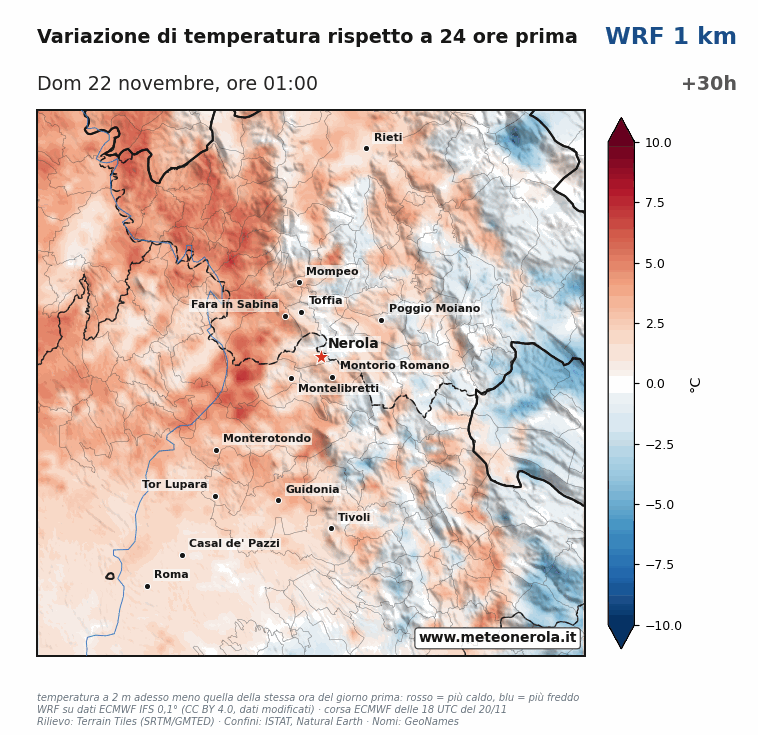 Variazione di temperatura rispetto a 24 ore prima
WRF 1 km
Dom 22 novembre, ore 01:00
+30h
Rieti
Mompeo
Fara in Sabina
Toffia
Poggio Moiano
Nerola
Montorio Romano
Montelibretti
Monterotondo
Tor Lupara
Guidonia
Tivoli
Casal de' Pazzi
Roma
www.meteonerola.it
10.0
7.5
5.0
2.5
0.0
−2.5
−5.0
−7.5
−10.0
°C
temperatura a 2 m adesso meno quella della stessa ora del giorno prima: rosso = più caldo, blu = più freddo
WRF su dati ECMWF IFS 0,1° (CC BY 4.0, dati modificati) · corsa ECMWF delle 18 UTC del 20/11
Rilievo: Terrain Tiles (SRTM/GMTED) · Confini: ISTAT, Natural Earth · Nomi: GeoNames